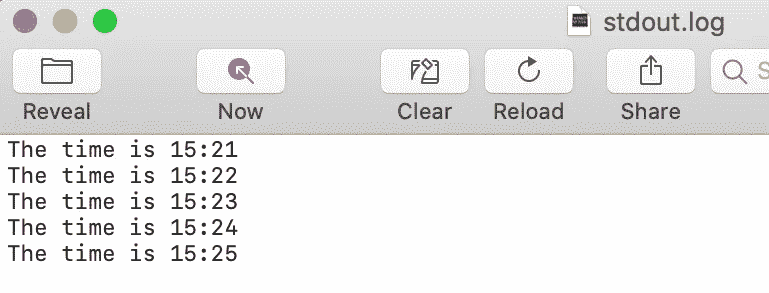 stdout.log
Reveal Now Clear Reload Share S
The time is 15:21
The time is 15:22
The time is 15:23
The time is 15:24
The time is 15:25